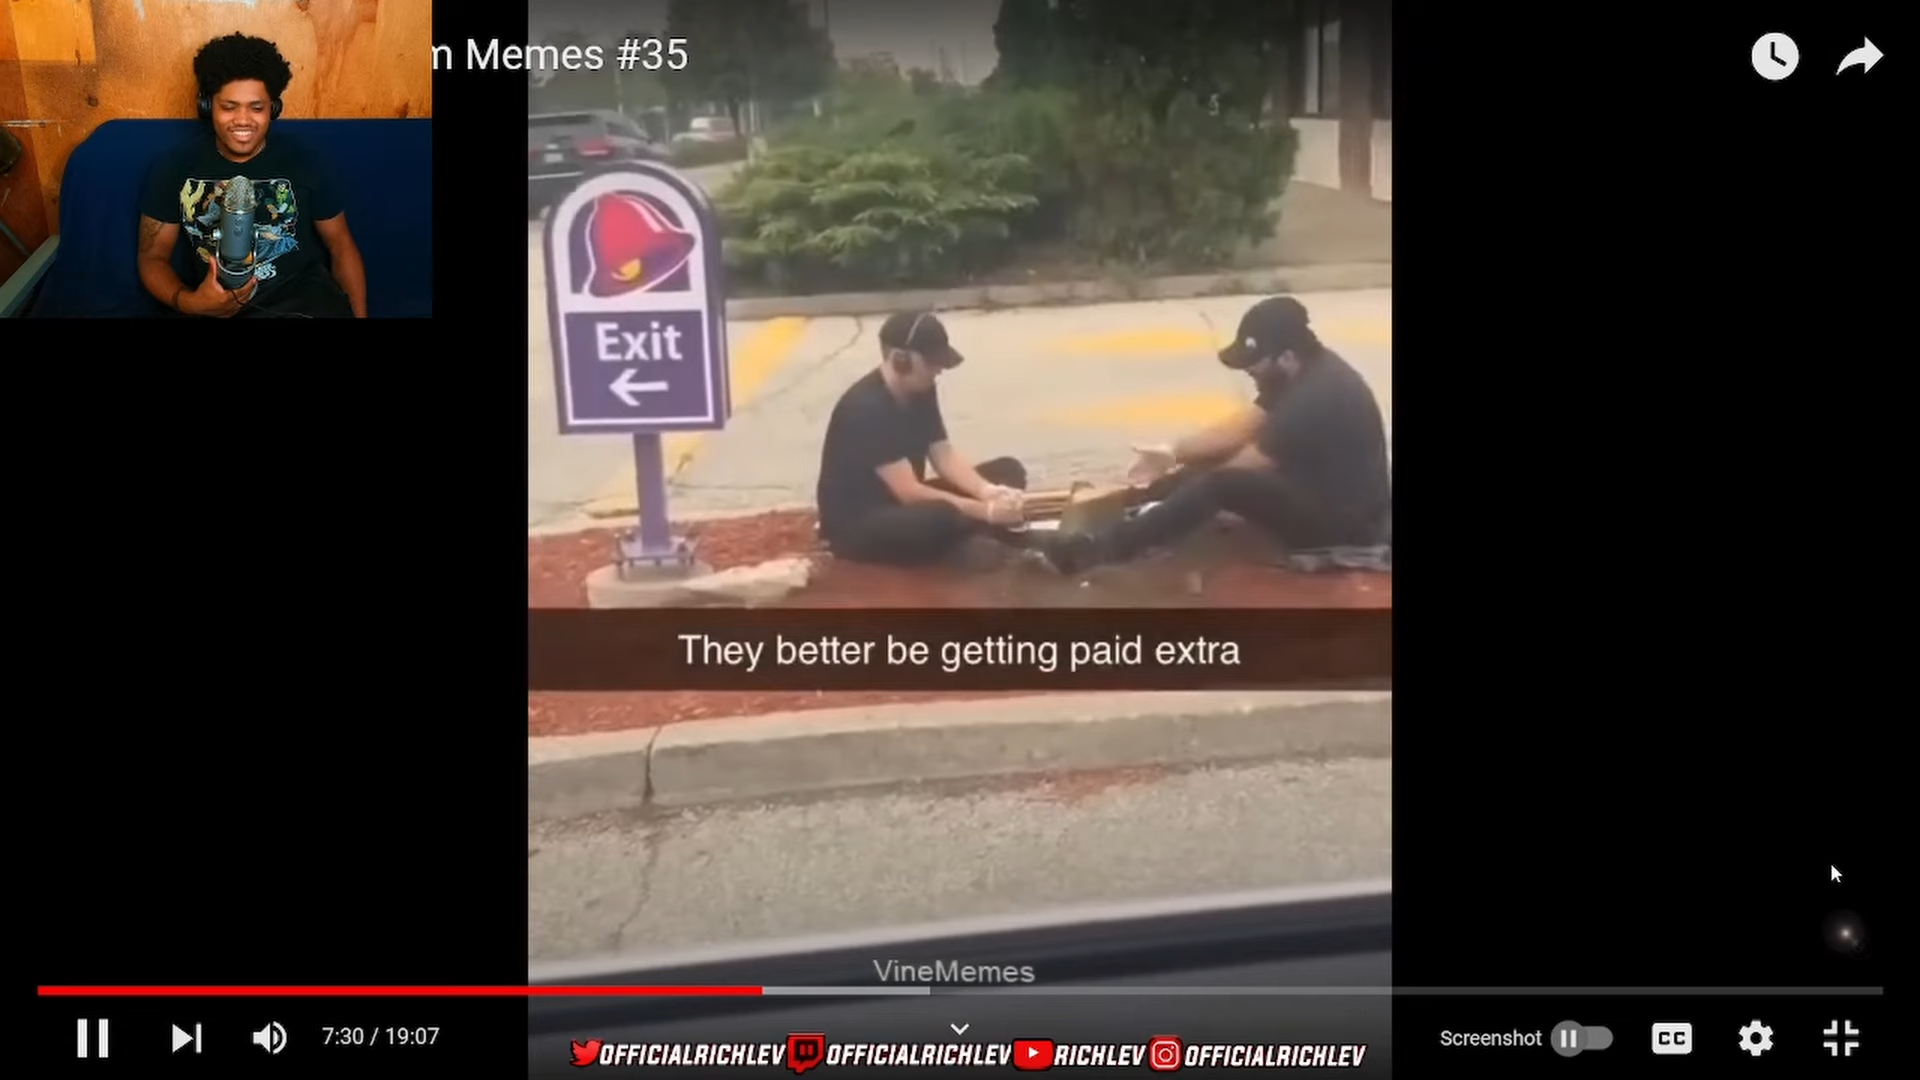 m Memes #35
Exit
They better be getting paid extra
VineMemes
7:30 / 19:07
Screenshot
CC
OFFICIALRICHLEV OFFICIALRICHLEV RICHLEV OFFICIALRICHLEV